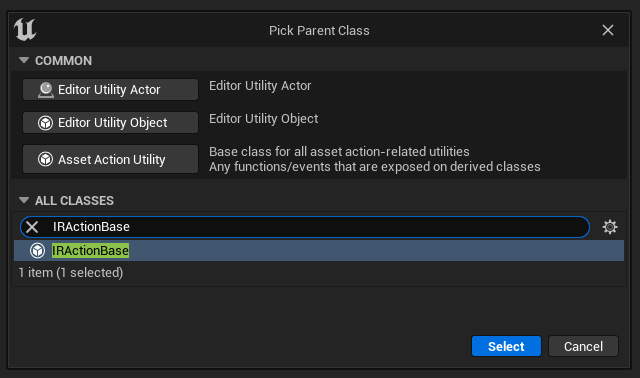 Pick Parent Class
COMMON
Editor Utility Actor Editor Utility Actor
Editor Utility Object Editor Utility Object
Asset Action Utility Base class for all asset action-related utilities
Any functions/events that are exposed on derived classes
ALL CLASSES
IRActionBase
IRActionBase
1 item (1 selected)
Select Cancel